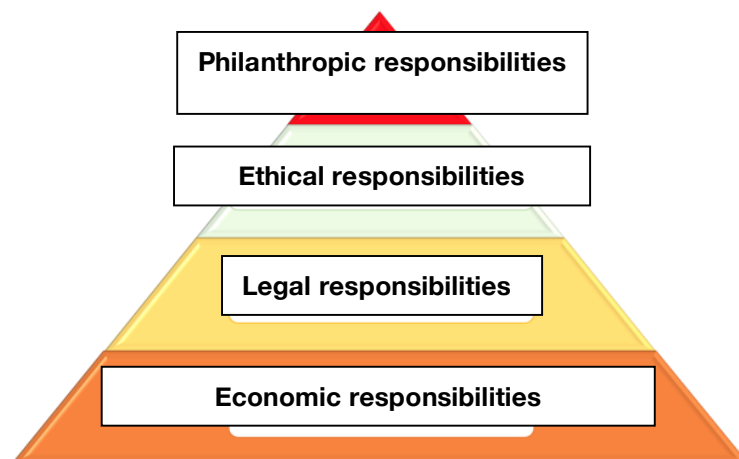 Philanthropic responsibilities
Ethical responsibilities
Legal responsibilities
Economic responsibilities